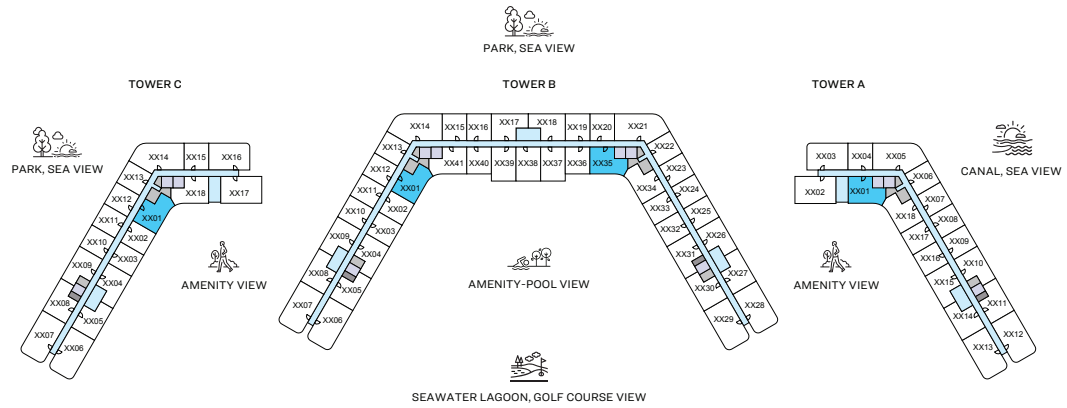 PARK, SEA VIEW
TOWER C
TOWER B
TOWER A
PARK, SEA VIEW
CANAL, SEA VIEW
XX14
XX15
XX16
XX13
XX12
XX11
XX10
XX09
XX08
XX07
XX18
XX17
XX01
XX02
XX03
XX04
XX05
XX06
AMENITY VIEW
XX14
XX15
XX16
XX17
XX18
XX19
XX20
XX21
XX13
XX12
XX11
XX10
XX09
XX08
XX07
XX41
XX40
XX39
XX38
XX37
XX36
XX35
XX01
XX02
XX03
XX04
XX05
XX06
XX22
XX23
XX24
XX25
XX26
XX27
XX28
XX34
XX33
XX32
XX31
XX30
XX29
AMENITY-POOL VIEW
XX03
XX04
XX05
XX02
XX01
XX06
XX07
XX08
XX09
XX10
XX11
XX12
XX18
XX17
XX16
XX15
XX14
XX13
AMENITY VIEW
SEAWATER LAGOON, GOLF COURSE VIEW